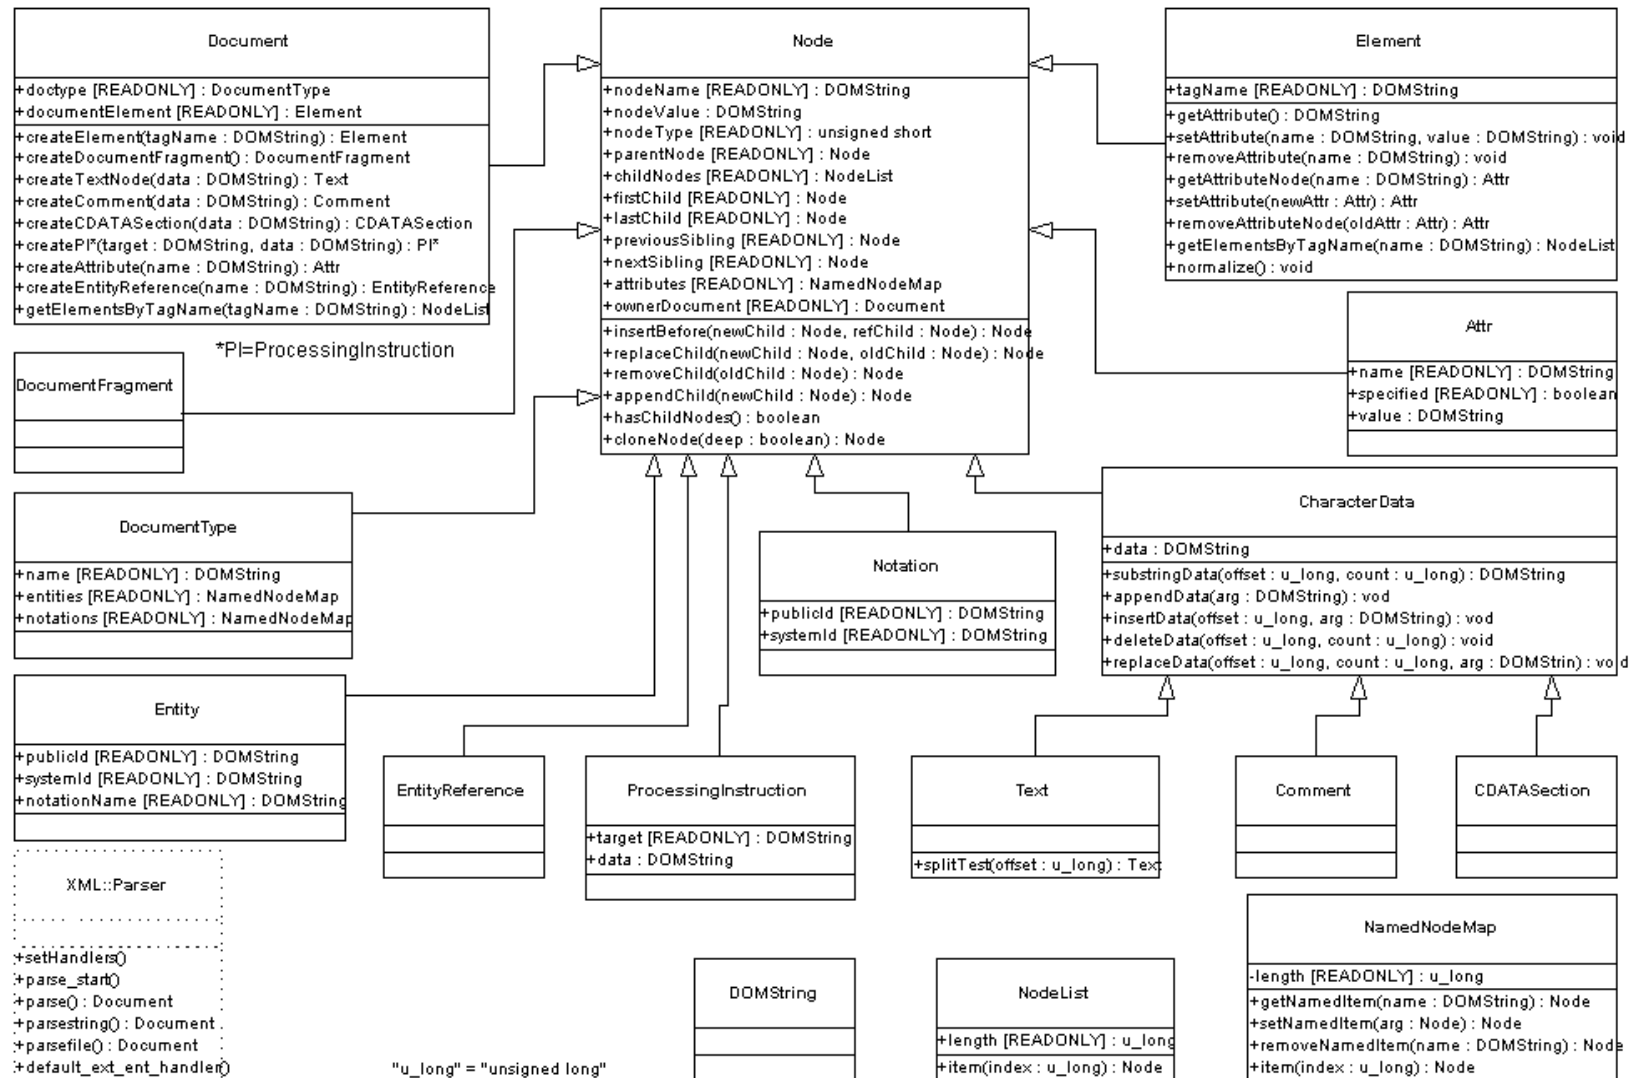 Document
+doctype [READONLY] : DocumentType
+documentElement [READONLY] : Element
+createElement(tagName : DOMString) : Element
+createDocumentFragment() : DocumentFragment
+createTextNode(data : DOMString) : Text
+createComment(data : DOMString) : Comment
+createCDATASection(data : DOMString) : CDATASection
+createPI*(target : DOMString, data : DOMString) : PI*
+createAttribute(name : DOMString) : Attr
+createEntityReference(name : DOMString) : EntityReference
+getElementsByTagName(tagName : DOMString) : NodeList
*PI=ProcessingInstruction
Node
+nodeName [READONLY] : DOMString
+nodeValue : DOMString
+nodeType [READONLY] : unsigned short
+parentNode [READONLY] : Node
+childNodes [READONLY] : NodeList
+firstChild [READONLY] : Node
+lastChild [READONLY] : Node
+previousSibling [READONLY] : Node
+nextSibling [READONLY] : Node
+attributes [READONLY] : NamedNodeMap
+ownerDocument [READONLY] : Document
+insertBefore(newChild : Node, refChild : Node) : Node
+replaceChild(newChild : Node, oldChild : Node) : Node
+removeChild(oldChild : Node) : Node
+appendChild(newChild : Node) : Node
+hasChildNodes() : boolean
+cloneNode(deep : boolean) : Node
Element
+tagName [READONLY] : DOMString
+getAttribute() : DOMString
+setAttribute(name : DOMString, value : DOMString) : void
+removeAttribute(name : DOMString) : void
+getAttributeNode(name : DOMString) : Attr
+setAttribute(newAttr : Attr) : Attr
+removeAttributeNode(oldAttr : Attr) : Attr
+getElementsByTagName(name : DOMString) : NodeList
+normalize() : void
Attr
+name [READONLY] : DOMString
+specified [READONLY] : boolean
+value : DOMString
DocumentFragment
DocumentType
+name [READONLY] : DOMString
+entities [READONLY] : NamedNodeMap
+notations [READONLY] : NamedNodeMap
Notation
+publicId [READONLY] : DOMString
+systemId [READONLY] : DOMString
CharacterData
+data : DOMString
+substringData(offset : u_long, count : u_long) : DOMString
+appendData(arg : DOMString) : vod
+insertData(offset : u_long, arg : DOMString) : vod
+deleteData(offset : u_long, count : u_long) : void
+replaceData(offset : u_long, count : u_long, arg : DOMStrin) : void
Entity
+publicId [READONLY] : DOMString
+systemId [READONLY] : DOMString
+notationName [READONLY] : DOMString
EntityReference
ProcessingInstruction
+target [READONLY] : DOMString
+data : DOMString
Text
+splitTest(offset : u_long) : Text
Comment
CDATASection
XML::Parser
+setHandlers()
+parse_start()
+parse() : Document
+parsestring() : Document
+parsefile() : Document
+default_ext_ent_handler()
"u_long" = "unsigned long"
DOMString
NodeList
+length [READONLY] : u_long
+item(index : u_long) : Node
NamedNodeMap
-length [READONLY] : u_long
+getNamedItem(name : DOMString) : Node
+setNamedItem(arg : Node) : Node
+removeNamedItem(name : DOMString) : Node
+item(index : u_long) : Node